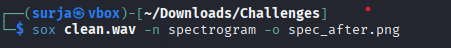 ┌──(surja㉿vbox)-[~/Downloads/Challenges]
└─$ sox clean.wav -n spectrogram -o spec_after.png